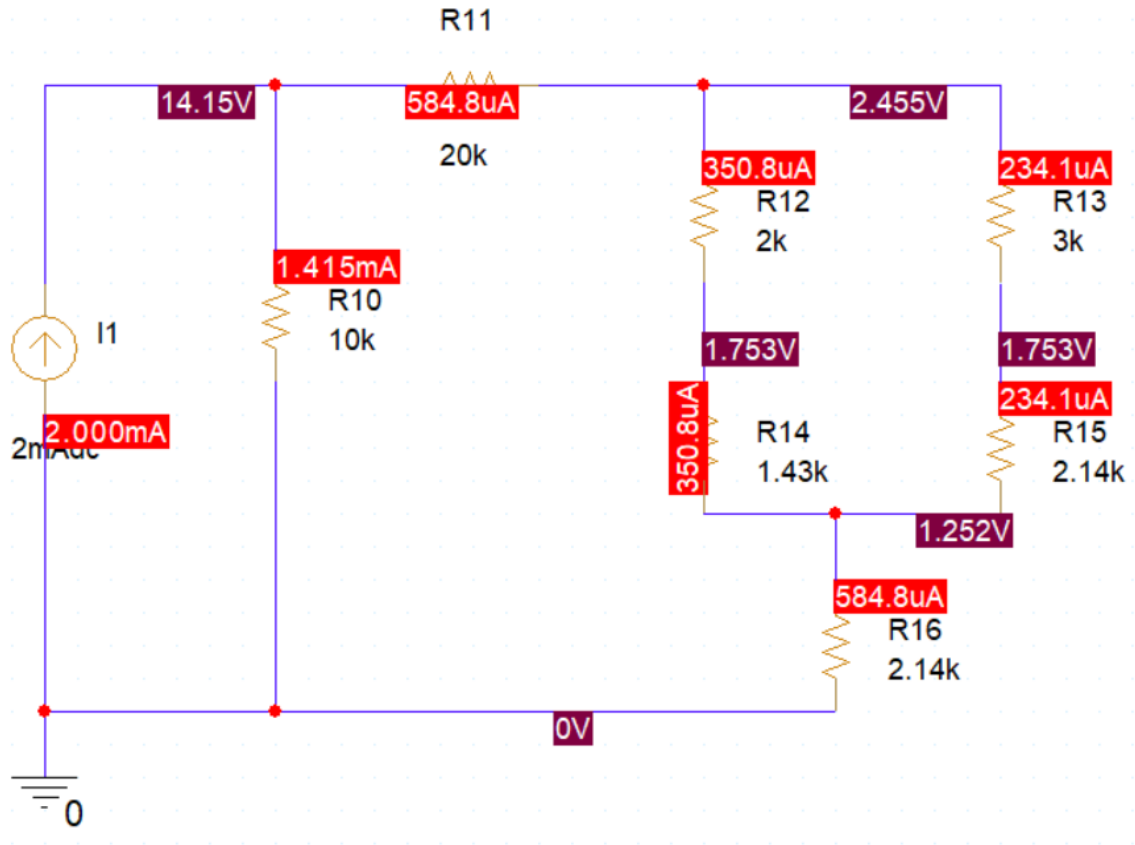 R11
14.15V
584.8uA
2.455V
20k
350.8uA
234.1uA
R12
R13
2k
3k
1.415mA
R10
I1
10k
1.753V
1.753V
234.1uA
350.8uA
2.000mA
2mAdc
R14
R15
1.43k
2.14k
1.252V
584.8uA
R16
2.14k
0V
0